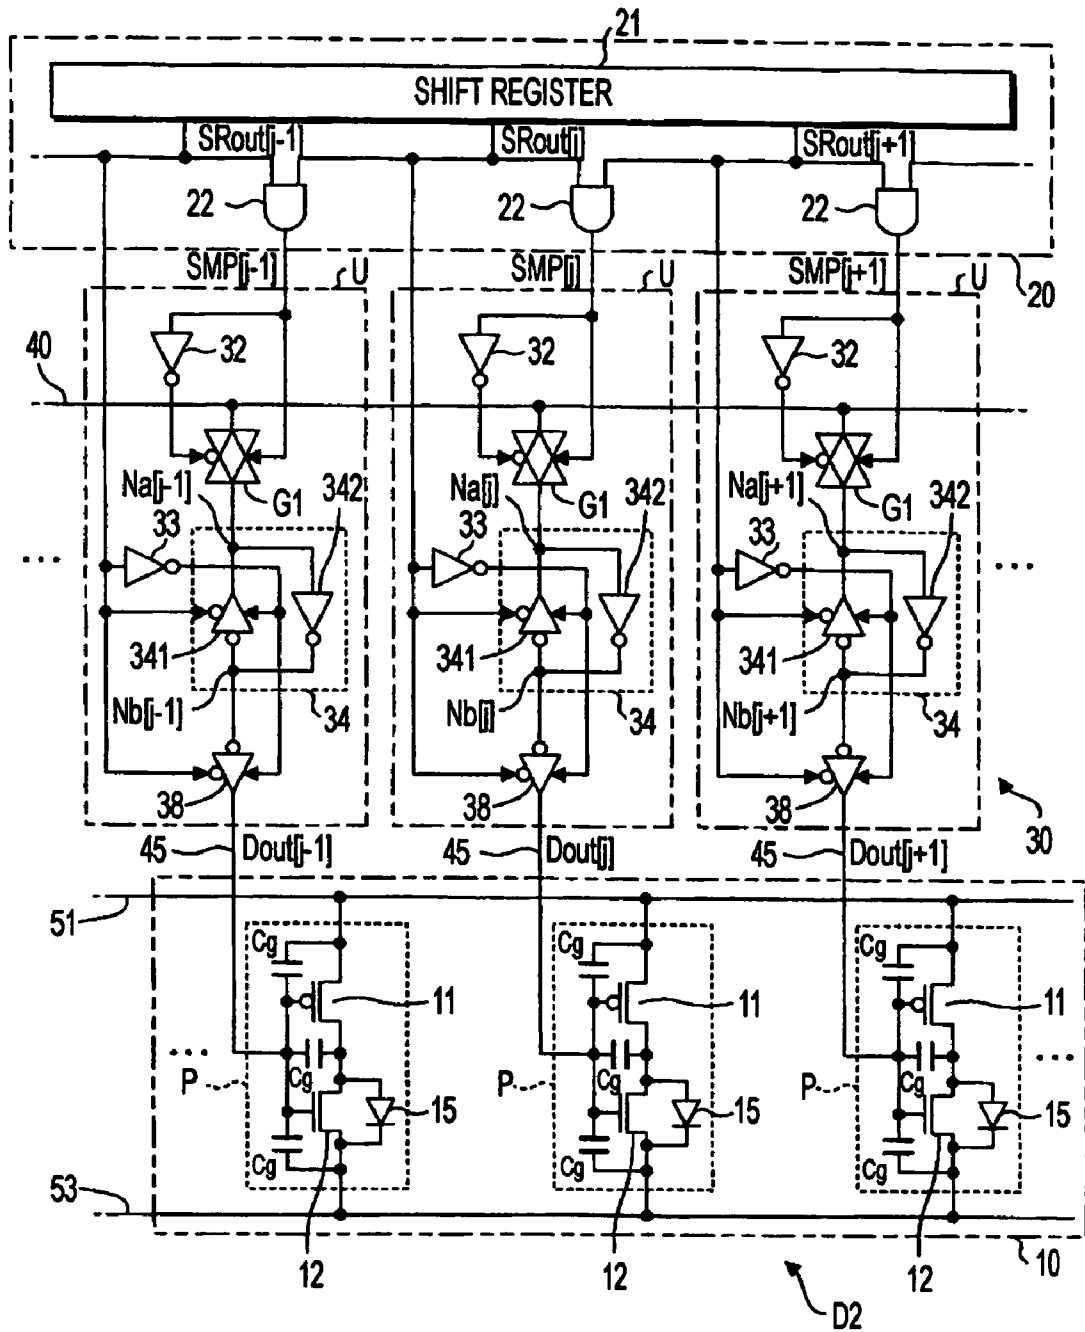 21
SHIFT REGISTER
SRout[j-1] SRout[j] SRout[j+1]
22 22 22
SMP[j-1] U SMP[j] U SMP[j+1] U 20
32 32 32
40
Na[j-1] G1 342 Na[j] G1 342 Na[j+1] G1 342
33 33 33
... ...
341 341 341
Nb[j-1] 34 Nb[j] 34 Nb[j+1] 34
38 38 38
30
45 Dout[j-1] 45 Dout[j] 45 Dout[j+1]
51
Cg Cg Cg
11 11 11
... ...
P Cg P Cg P Cg
15 15 15
Cg Cg Cg
53
12 12 12 10
D2